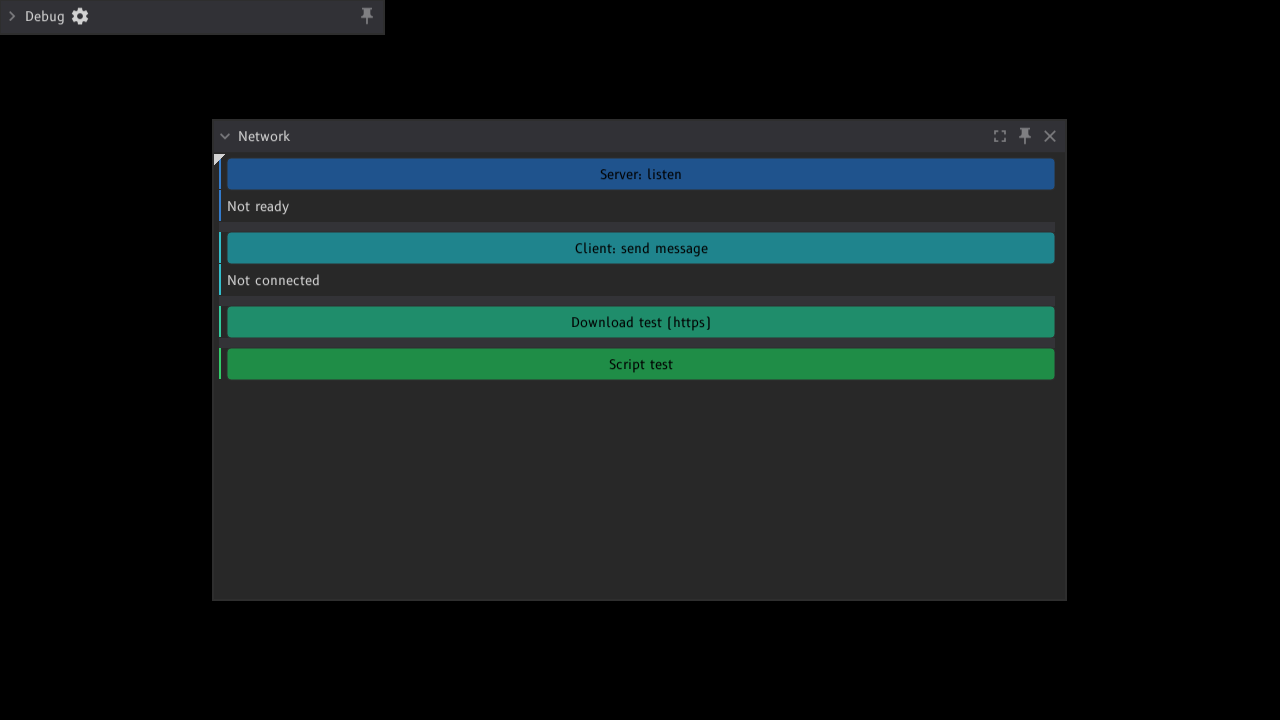 Debug
Network
Server: listen
Not ready
Client: send message
Not connected
Download test (https)
Script test